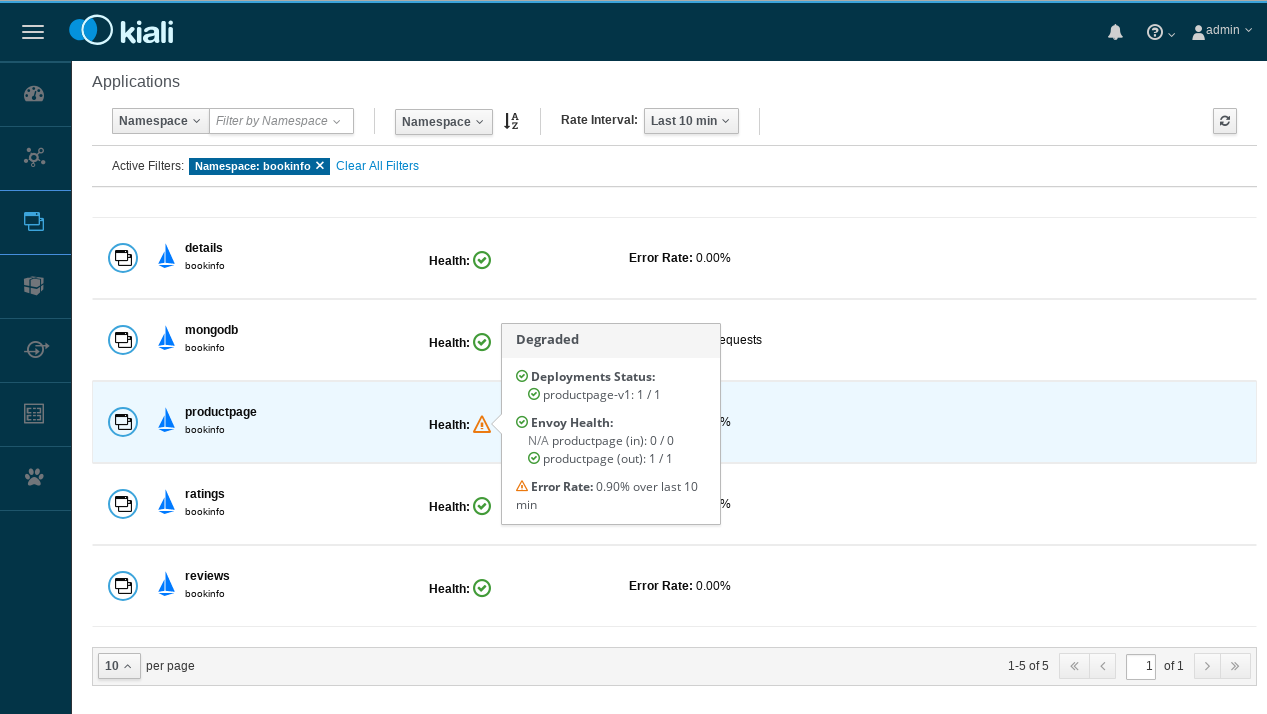 kiali
admin
Applications
Namespace Filter by Namespace Namespace Rate Interval: Last 10 min
Active Filters: Namespace: bookinfo Clear All Filters
details
bookinfo
Health:
Error Rate: 0.00%
mongodb
bookinfo
Health:
equests
productpage
bookinfo
Health:
%
Degraded
Deployments Status:
productpage-v1: 1 / 1
Envoy Health:
N/A productpage (in): 0 / 0
productpage (out): 1 / 1
Error Rate: 0.90% over last 10
min
ratings
bookinfo
Health:
%
reviews
bookinfo
Health:
Error Rate: 0.00%
10 per page 1-5 of 5 1 of 1